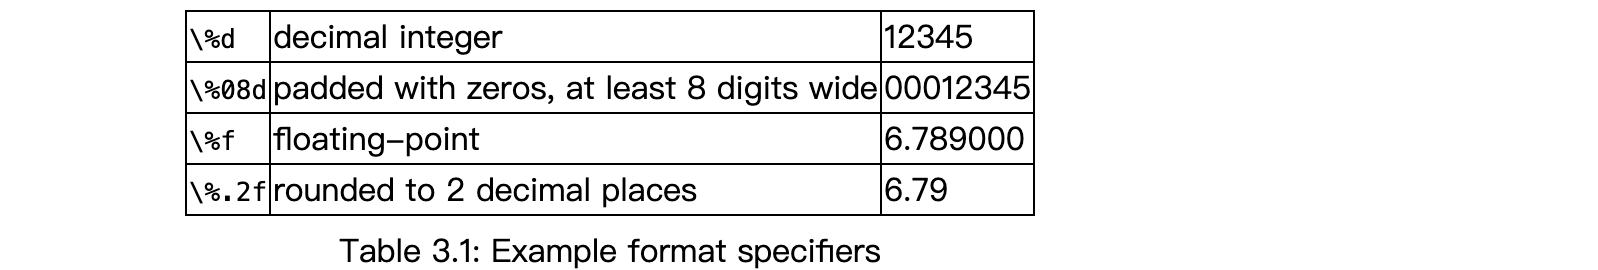 \%d decimal integer 12345
\%08d padded with zeros, at least 8 digits wide 00012345
\%f floating-point 6.789000
\%.2f rounded to 2 decimal places 6.79
Table 3.1: Example format specifiers